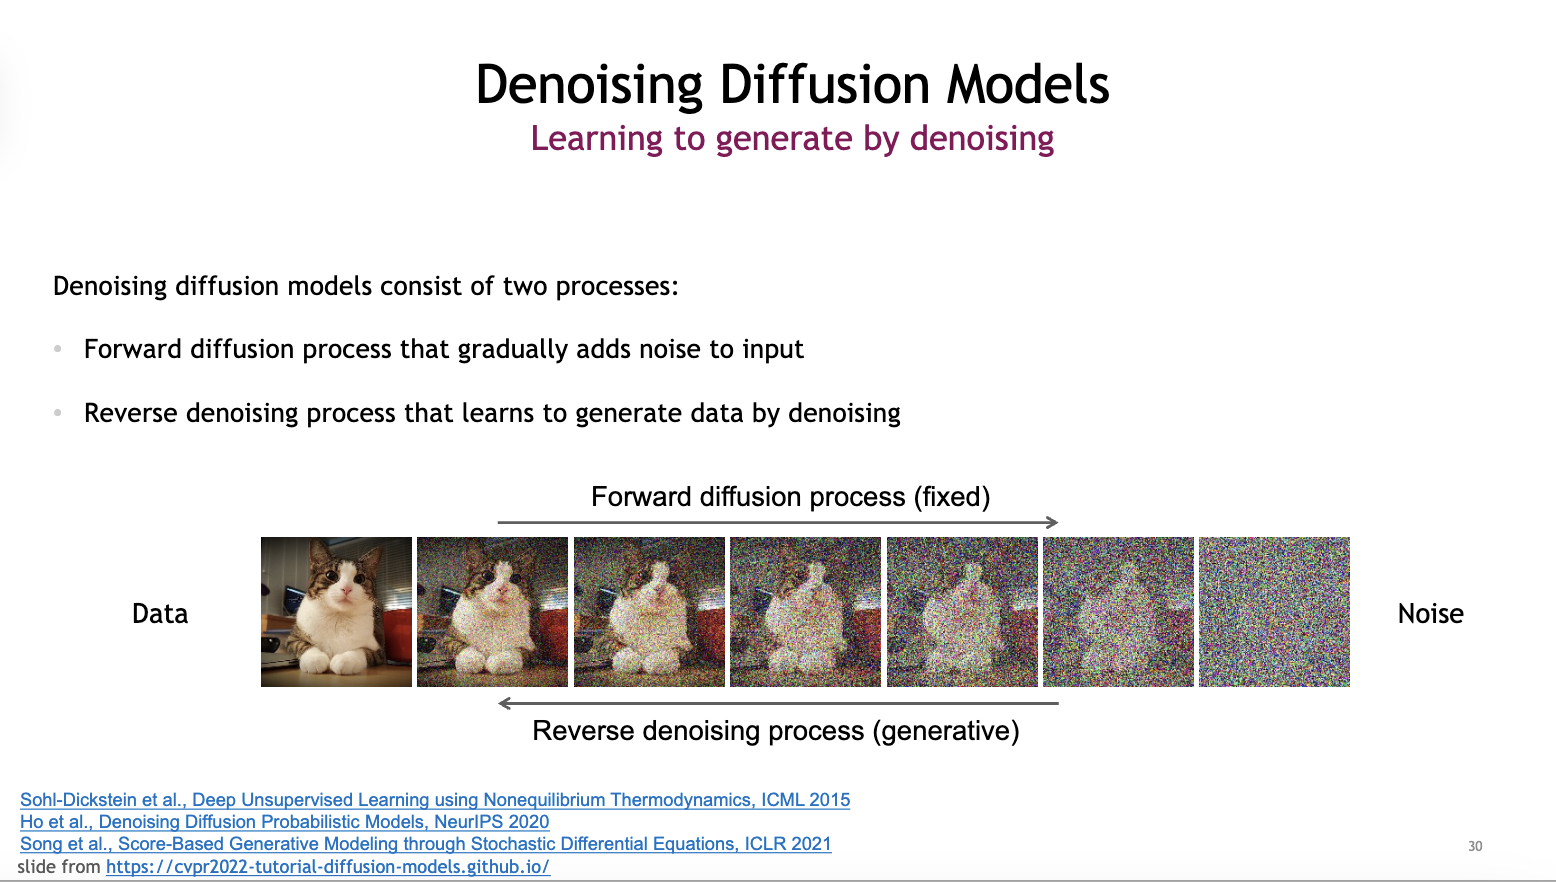 Denoising Diffusion Models
Learning to generate by denoising
Denoising diffusion models consist of two processes:
• Forward diffusion process that gradually adds noise to input
• Reverse denoising process that learns to generate data by denoising
Forward diffusion process (fixed)
Data
Noise
Reverse denoising process (generative)
Sohl-Dickstein et al., Deep Unsupervised Learning using Nonequilibrium Thermodynamics, ICML 2015
Ho et al., Denoising Diffusion Probabilistic Models, NeurIPS 2020
Song et al., Score-Based Generative Modeling through Stochastic Differential Equations, ICLR 2021
slide from https://cvpr2022-tutorial-diffusion-models.github.io/
30